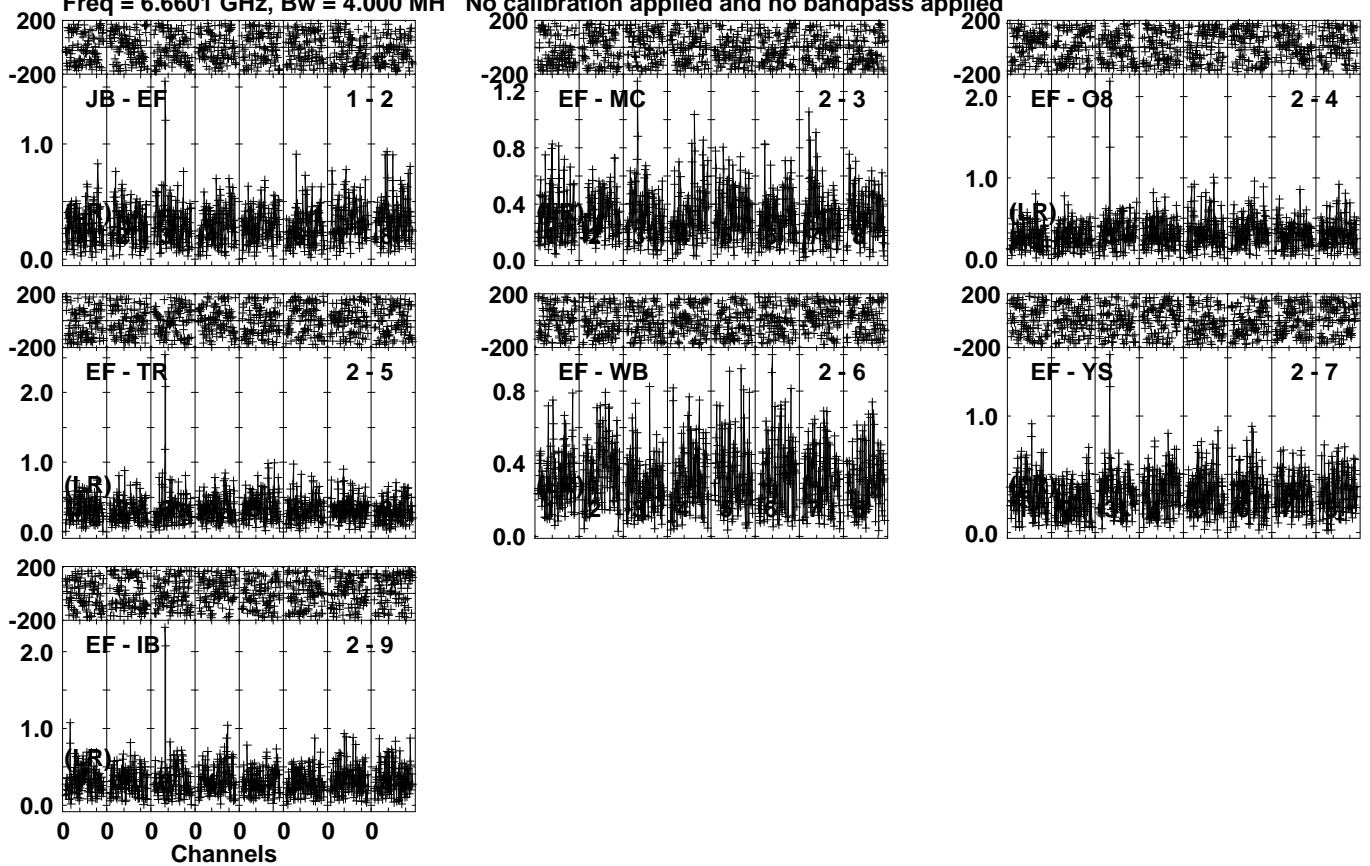 Freq = 6.6601 GHz, Bw = 4.000 MH No calibration applied and no bandpass applied
200
-200
JB - EF 1 - 2
1.0
(LR)
0.0
200
-200
1.2
EF - MC 2 - 3
0.8
0.4
0.0
200
-200
2.0
EF - O8 2 - 4
1.0
(LR)
0.0
200
-200
EF - TR 2 - 5
2.0
1.0
(LR)
0.0
200
-200
EF - WB 2 - 6
0.8
0.4
0.0
200
-200
EF - YS 2 - 7
1.0
0.0
200
-200
EF - IB 2 - 9
2.0
1.0
(LR)
0.0
0 0 0 0 0 0 0 0
Channels